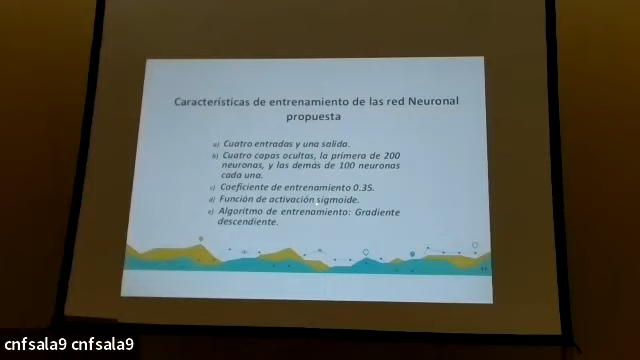 Características de entrenamiento de las red Neuronal
propuesta
a) Cuatro entradas y una salida.
b) Cuatro capas ocultas, la primera de 200
neuronas, y las demás de 100 neuronas
cada una.
c) Coeficiente de entrenamiento 0.35.
d) Función de activación sigmoide.
e) Algoritmo de entrenamiento: Gradiente
descendiente.
cnfsala9 cnfsala9